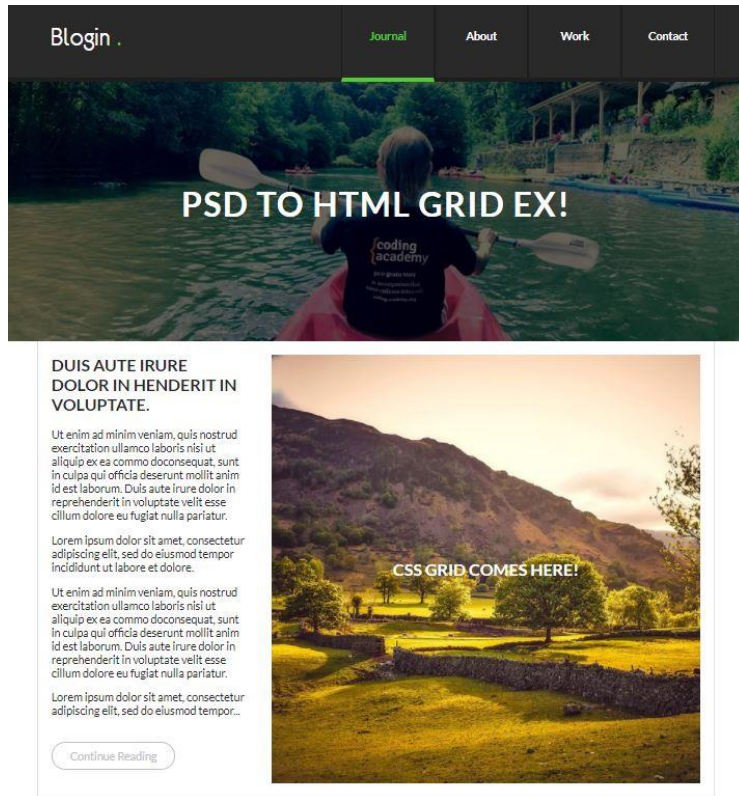 Blogin .
Journal
About
Work
Contact
PSD TO HTML GRID EX!
{coding
{academy
DUIS AUTE IRURE
DOLOR IN HENDERIT IN
VOLUPTATE.
Ut enim ad minim veniam, quis nostrud
exercitation ullamco laboris nisi ut
aliquip ex ea commo doconsequat, sunt
in culpa qui officia deserunt mollit anim
id est laborum. Duis aute irure dolor in
reprehenderit in voluptate velit esse
cillum dolore eu fugiat nulla pariatur.
Lorem ipsum dolor sit amet, consectetur
adipiscing elit, sed do eiusmod tempor
incididunt ut labore et dolore.
Ut enim ad minim veniam, quis nostrud
exercitation ullamco laboris nisi ut
aliquip ex ea commo doconsequat, sunt
in culpa qui officia deserunt mollit anim
id est laborum. Duis aute irure dolor in
reprehenderit in voluptate velit esse
cillum dolore eu fugiat nulla pariatur.
Lorem ipsum dolor sit amet, consectetur
adipiscing elit, sed do eiusmod tempor...
Continue Reading
CSS GRID COMES HERE!